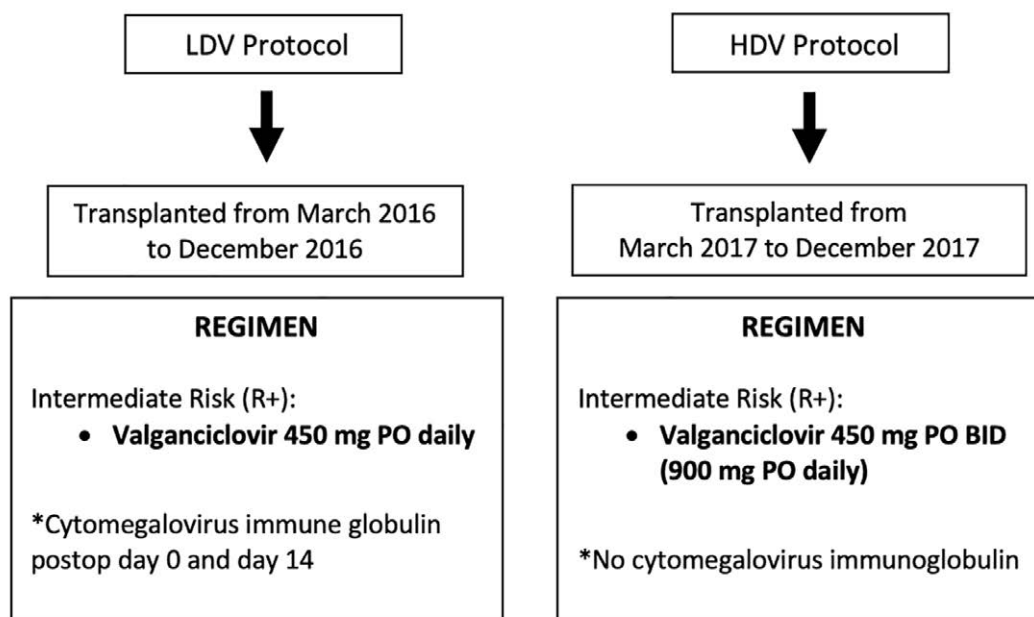 LDV Protocol
Transplanted from March 2016
to December 2016
REGIMEN
Intermediate Risk (R+):
• Valganciclovir 450 mg PO daily
*Cytomegalovirus immune globulin
postop day 0 and day 14
HDV Protocol
Transplanted from
March 2017 to December 2017
REGIMEN
Intermediate Risk (R+):
• Valganciclovir 450 mg PO BID
(900 mg PO daily)
*No cytomegalovirus immunoglobulin